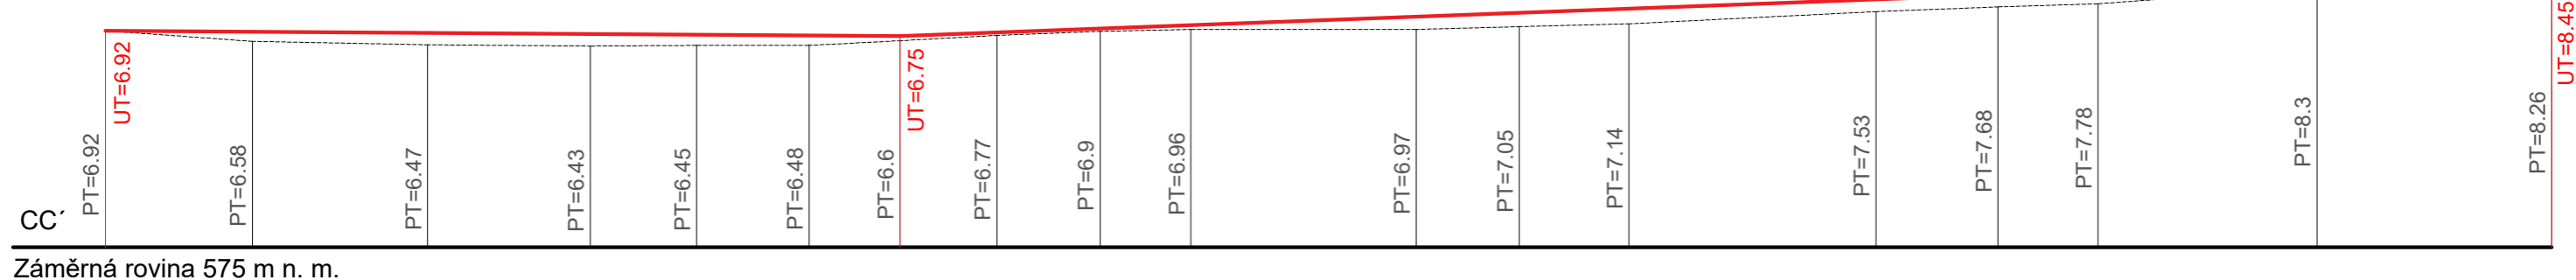 PT=6.92
UT=6.92
PT=6.58
PT=6.47
PT=6.43
PT=6.45
PT=6.48
PT=6.6
UT=6.75
PT=6.77
PT=6.9
PT=6.96
PT=6.97
PT=7.05
PT=7.14
PT=7.53
PT=7.68
PT=7.78
PT=8.3
PT=8.26
UT=8.45
CC´
Záměrná rovina 575 m n. m.